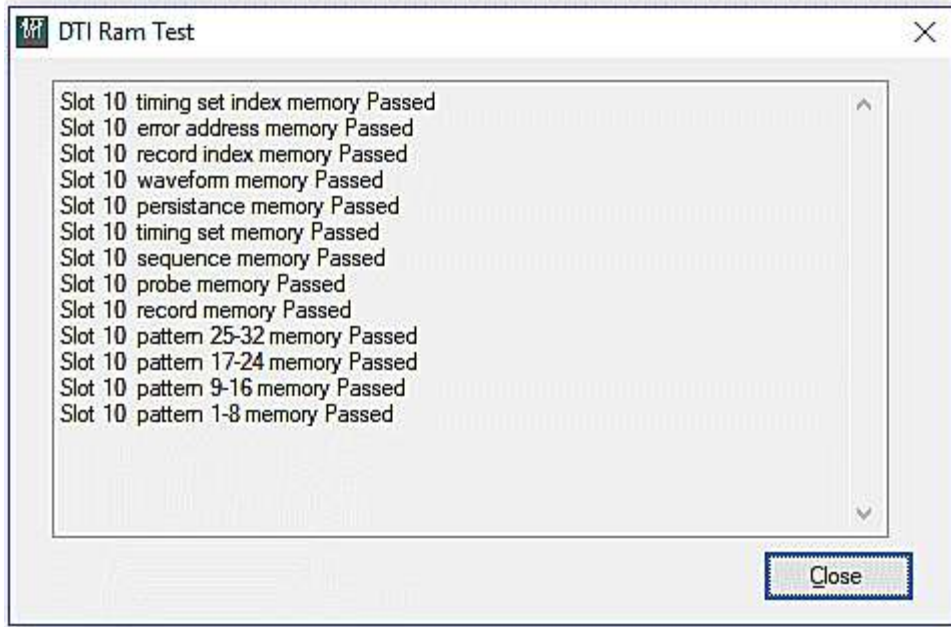 DTI Ram Test
Slot 10 timing set index memory Passed
Slot 10 error address memory Passed
Slot 10 record index memory Passed
Slot 10 waveform memory Passed
Slot 10 persistance memory Passed
Slot 10 timing set memory Passed
Slot 10 sequence memory Passed
Slot 10 probe memory Passed
Slot 10 record memory Passed
Slot 10 pattern 25-32 memory Passed
Slot 10 pattern 17-24 memory Passed
Slot 10 pattern 9-16 memory Passed
Slot 10 pattern 1-8 memory Passed
Close